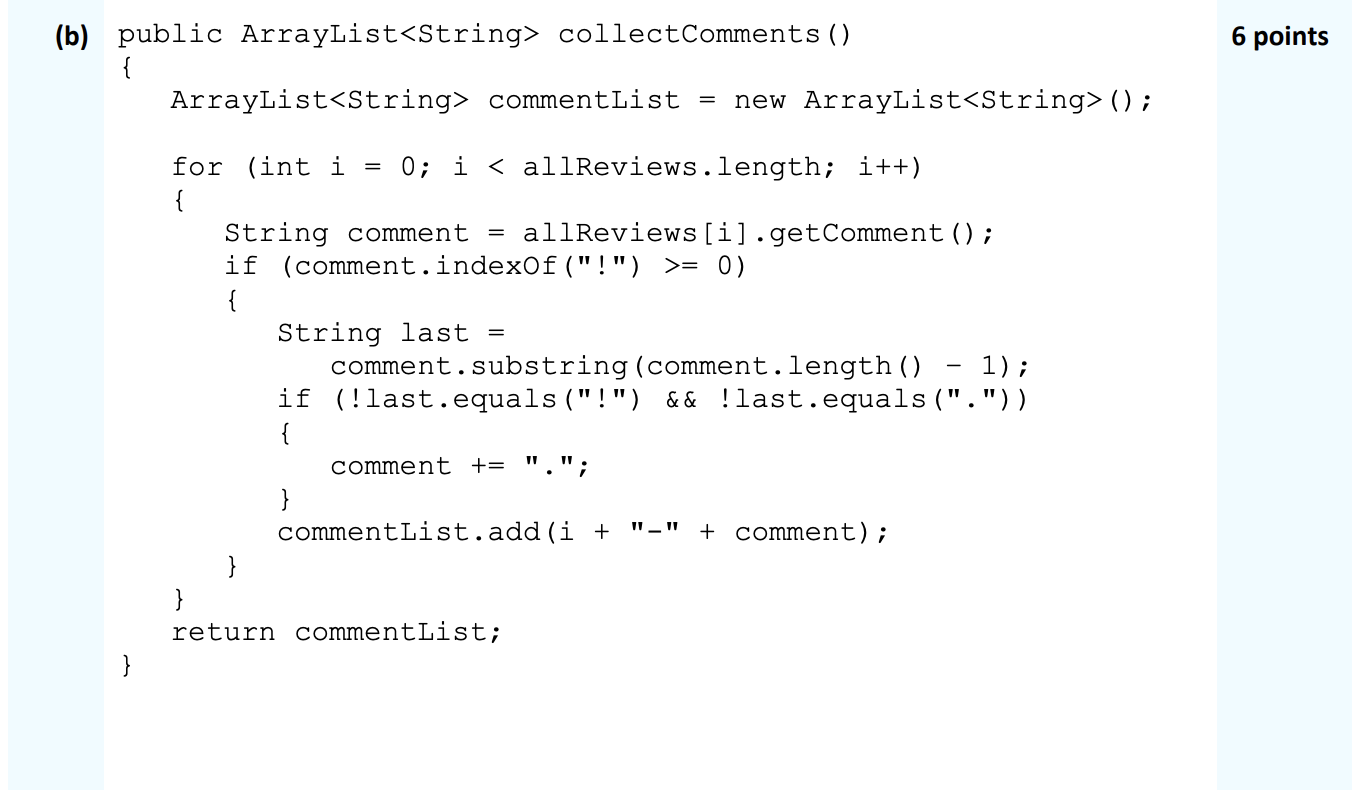 (b) public ArrayList<String> collectComments() 6 points
{
ArrayList<String> commentList = new ArrayList<String>();
for (int i = 0; i < allReviews.length; i++)
{
String comment = allReviews[i].getComment();
if (comment.indexOf("!") >= 0)
{
String last =
comment.substring(comment.length() - 1);
if (!last.equals("!") && !last.equals("."))
{
comment += ".";
}
commentList.add(i + "-" + comment);
}
}
return commentList;
}